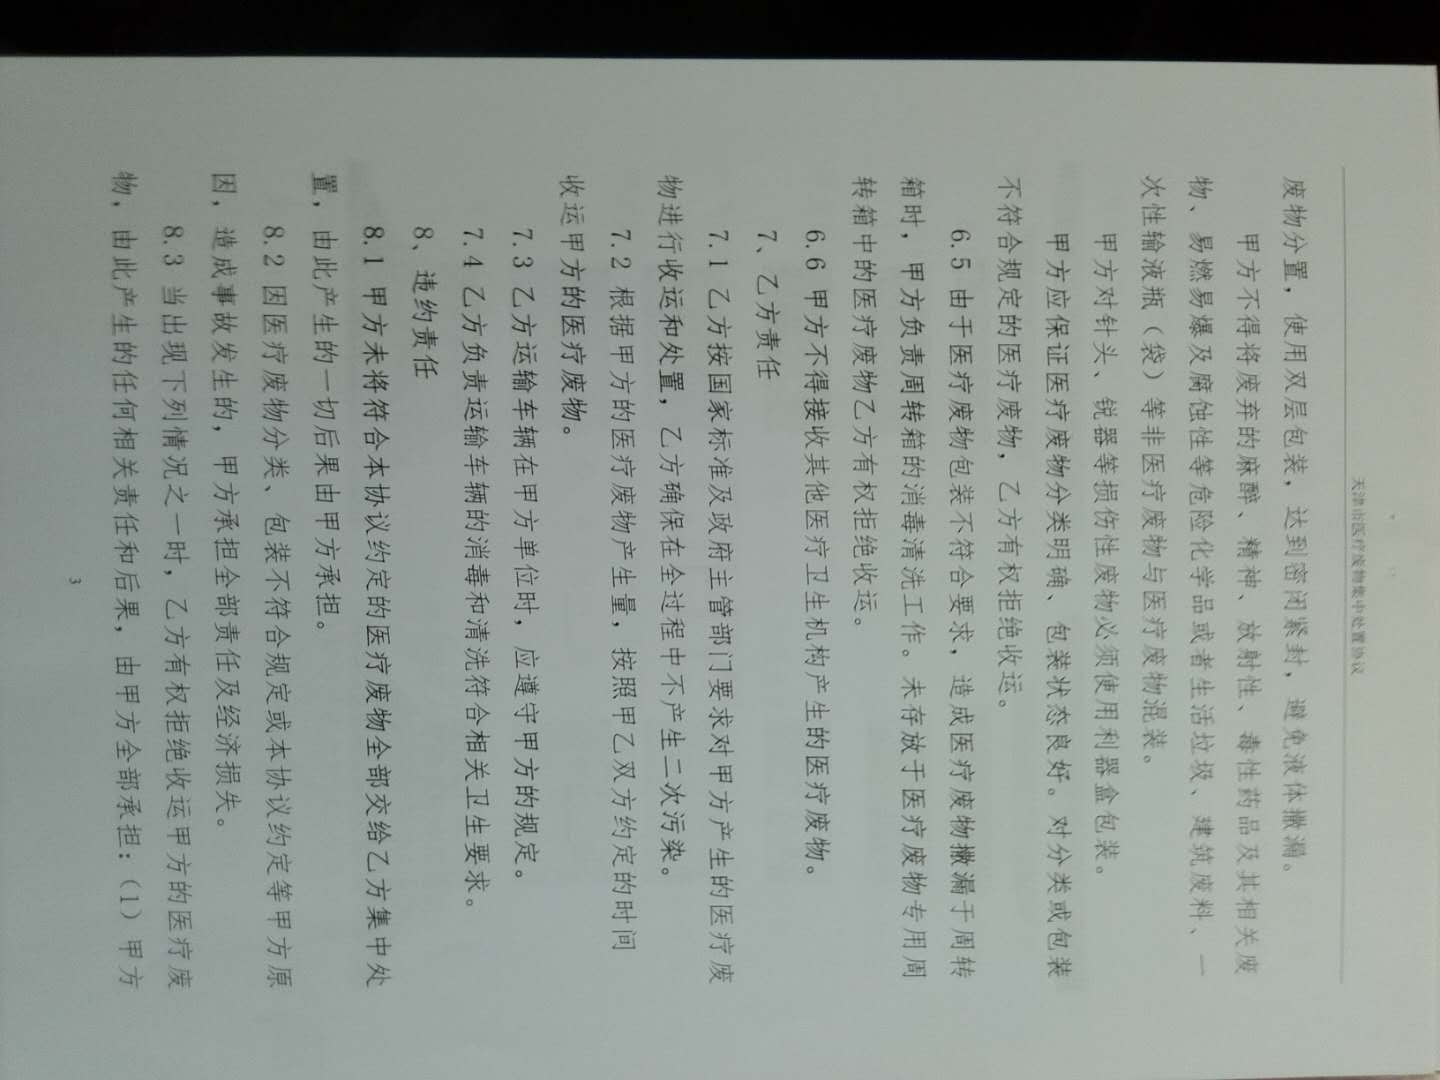 天津市医疗废物集中处置协议
废物分置，使用双层包装，达到密闭紧封，避免液体撒漏。
甲方不得将废弃的麻醉、精神、放射性、毒性药品及其相关废
物、易燃易爆及腐蚀性等危险化学品或者生活垃圾、建筑废料、一
次性输液瓶（袋）等非医疗废物与医疗废物混装。
甲方对针头、锐器等损伤性废物必须使用利器盒包装。
甲方应保证医疗废物分类明确、包装状态良好。对分类或包装
不符合规定的医疗废物，乙方有权拒绝收运。
6.5 由于医疗废物包装不符合要求，造成医疗废物撒漏于周转
箱时，甲方负责周转箱的消毒清洗工作。未存放于医疗废物专用周
转箱中的医疗废物乙方有权拒绝收运。
6.6 甲方不得接收其他医疗卫生机构产生的医疗废物。
7、乙方责任
7.1 乙方按国家标准及政府主管部门要求对甲方产生的医疗废
物进行收运和处置，乙方确保在全过程中不产生二次污染。
7.2 根据甲方的医疗废物产生量，按照甲乙双方约定的时间
收运甲方的医疗废物。
7.3 乙方运输车辆在甲方单位时，应遵守甲方的规定。
7.4 乙方负责运输车辆的消毒和清洗符合相关卫生要求。
8、违约责任
8.1 甲方未将符合本协议约定的医疗废物全部交给乙方集中处
置，由此产生的一切后果由甲方承担。
8.2 因医疗废物分类、包装不符合规定或本协议约定等甲方原
因，造成事故发生的，甲方承担全部责任及经济损失。
8.3 当出现下列情况之一时，乙方有权拒绝收运甲方的医疗废
物，由此产生的任何相关责任和后果，由甲方全部承担：（1）甲方
3